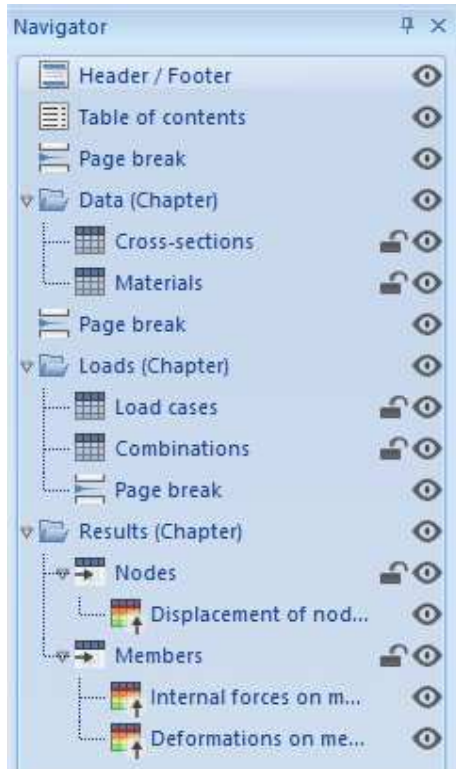 Navigator
Header / Footer
Table of contents
Page break
Data (Chapter)
Cross-sections
Materials
Page break
Loads (Chapter)
Load cases
Combinations
Page break
Results (Chapter)
Nodes
Displacement of nod...
Members
Internal forces on m...
Deformations on me...